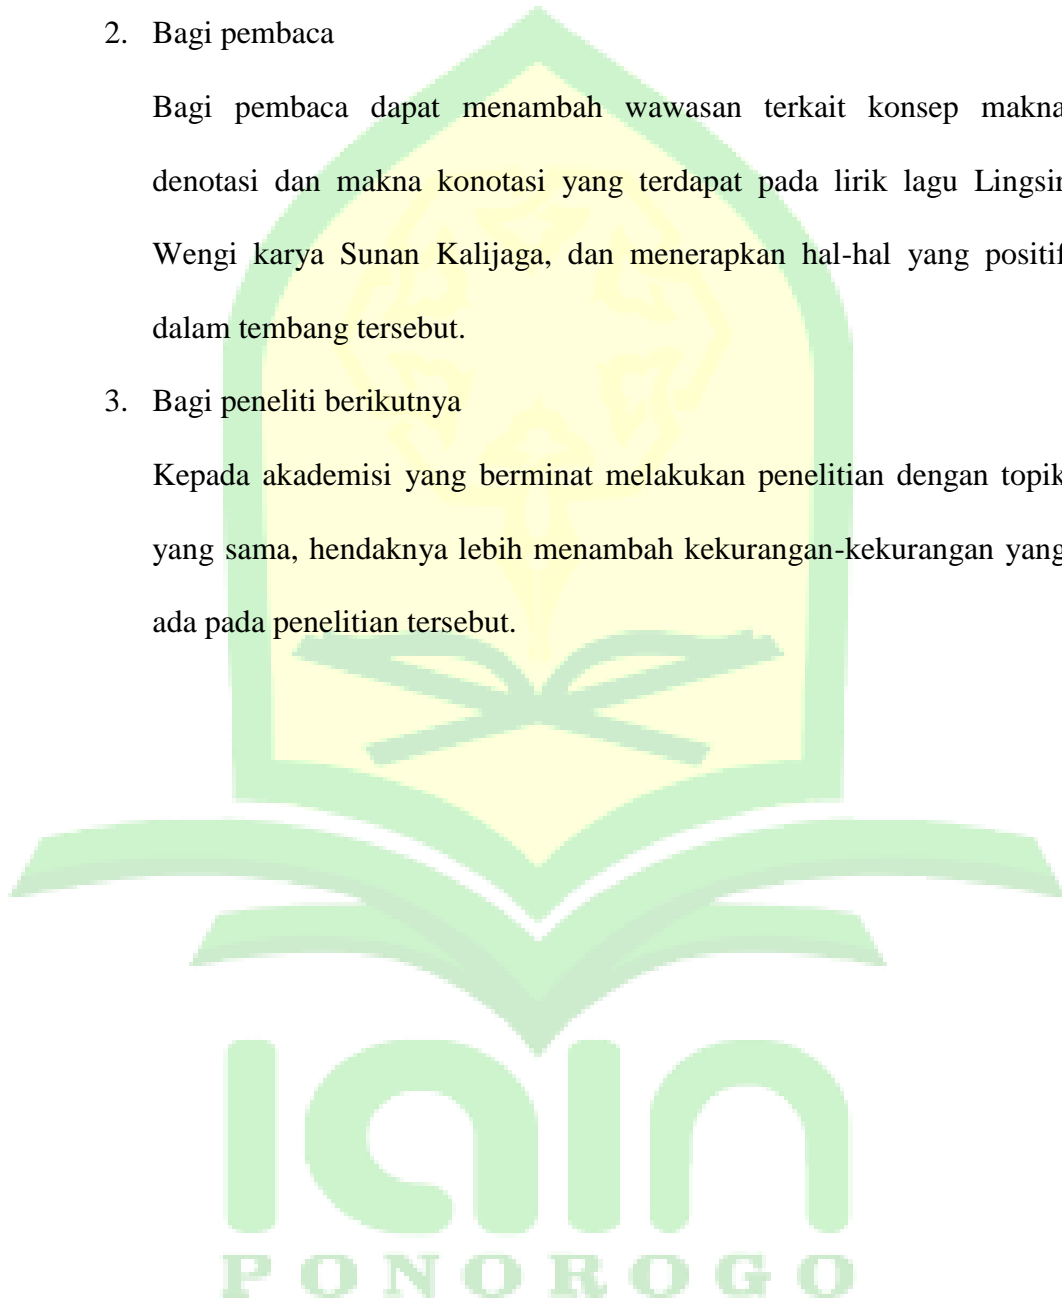 2. Bagi pembaca
Bagi pembaca dapat menambah wawasan terkait konsep makna
denotasi dan makna konotasi yang terdapat pada lirik lagu Lingsir
Wengi karya Sunan Kalijaga, dan menerapkan hal-hal yang positif
dalam tembang tersebut.
3. Bagi peneliti berikutnya
Kepada akademisi yang berminat melakukan penelitian dengan topik
yang sama, hendaknya lebih menambah kekurangan-kekurangan yang
ada pada penelitian tersebut.
iain
PONOROGO